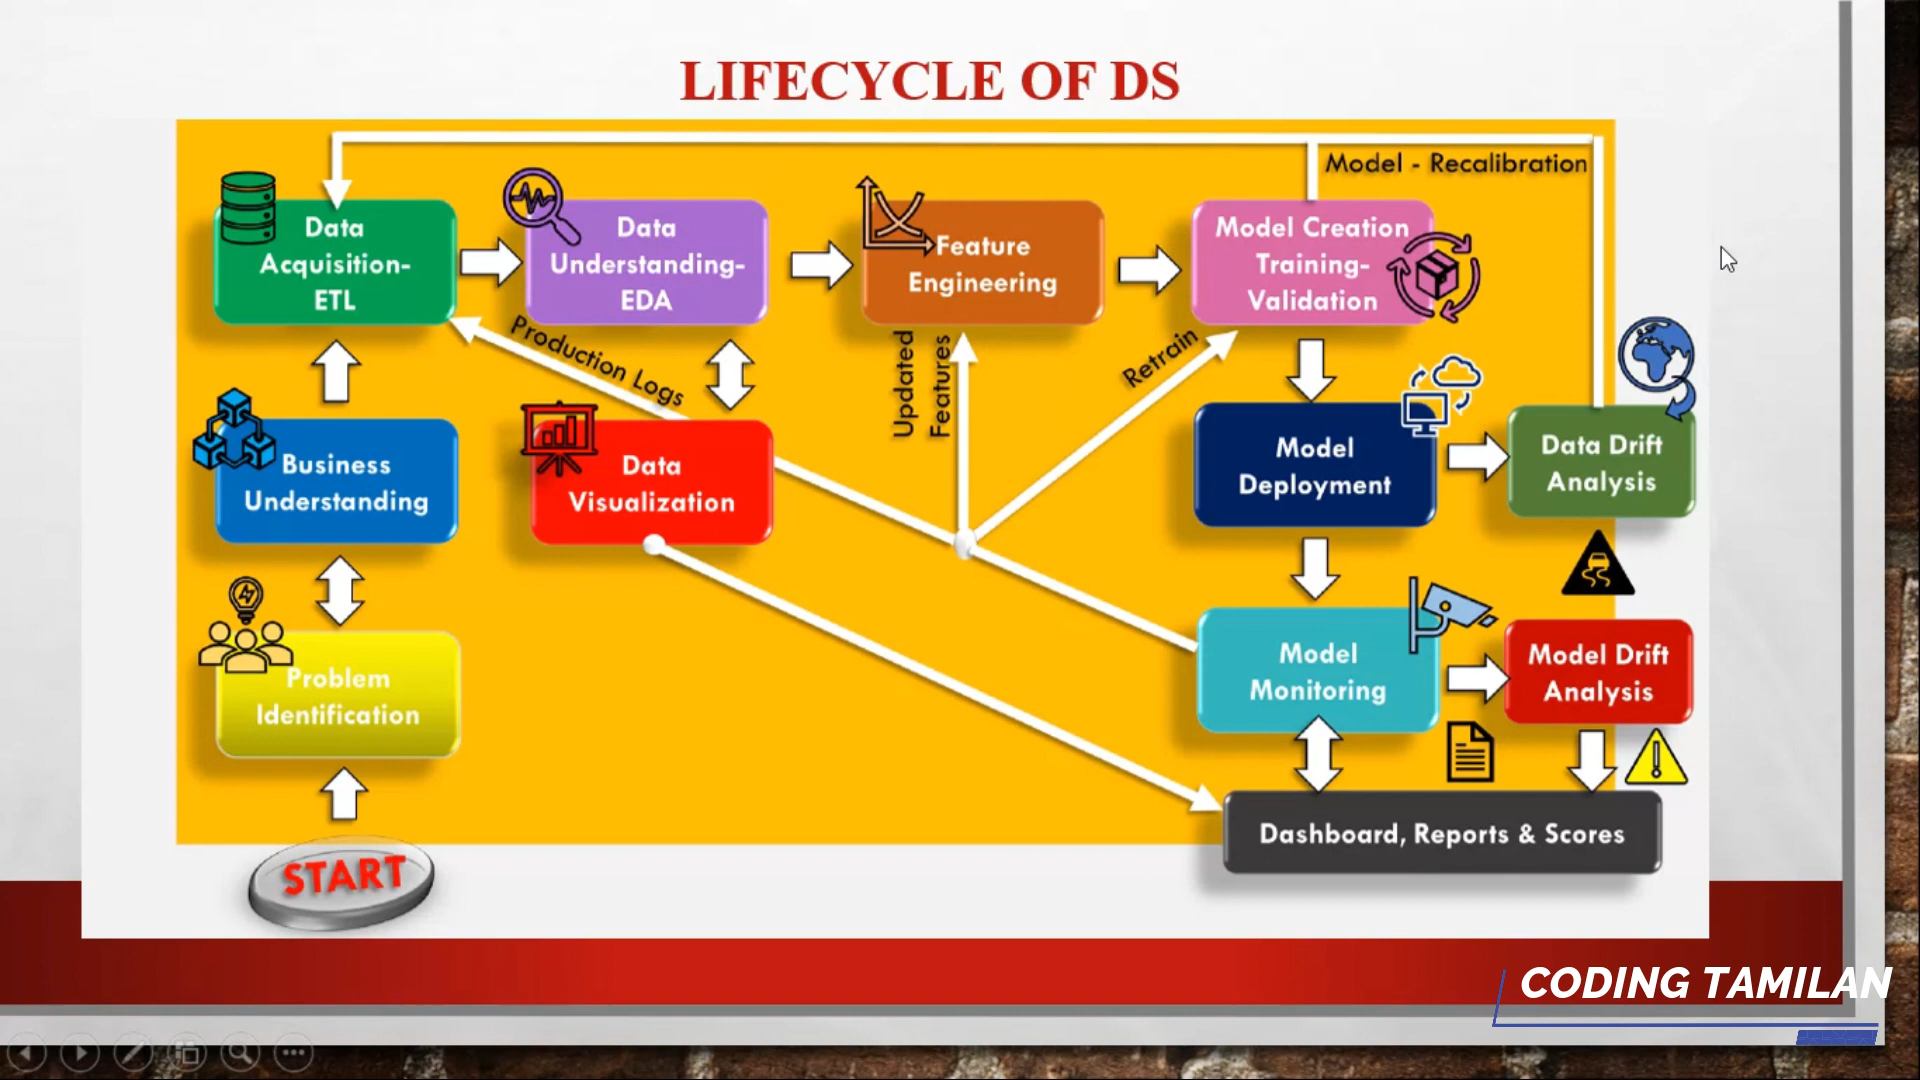 LIFECYCLE OF DS
Model - Recalibration
Data
Acquisition-
ETL
Data
Understanding-
EDA
Feature
Engineering
Model Creation
Training-
Validation
Production Logs
Updated
Features
Retrain
Business
Understanding
Data
Visualization
Model
Deployment
Data Drift
Analysis
Problem
Identification
Model
Monitoring
Model Drift
Analysis
Dashboard, Reports & Scores
START
CODING TAMILAN